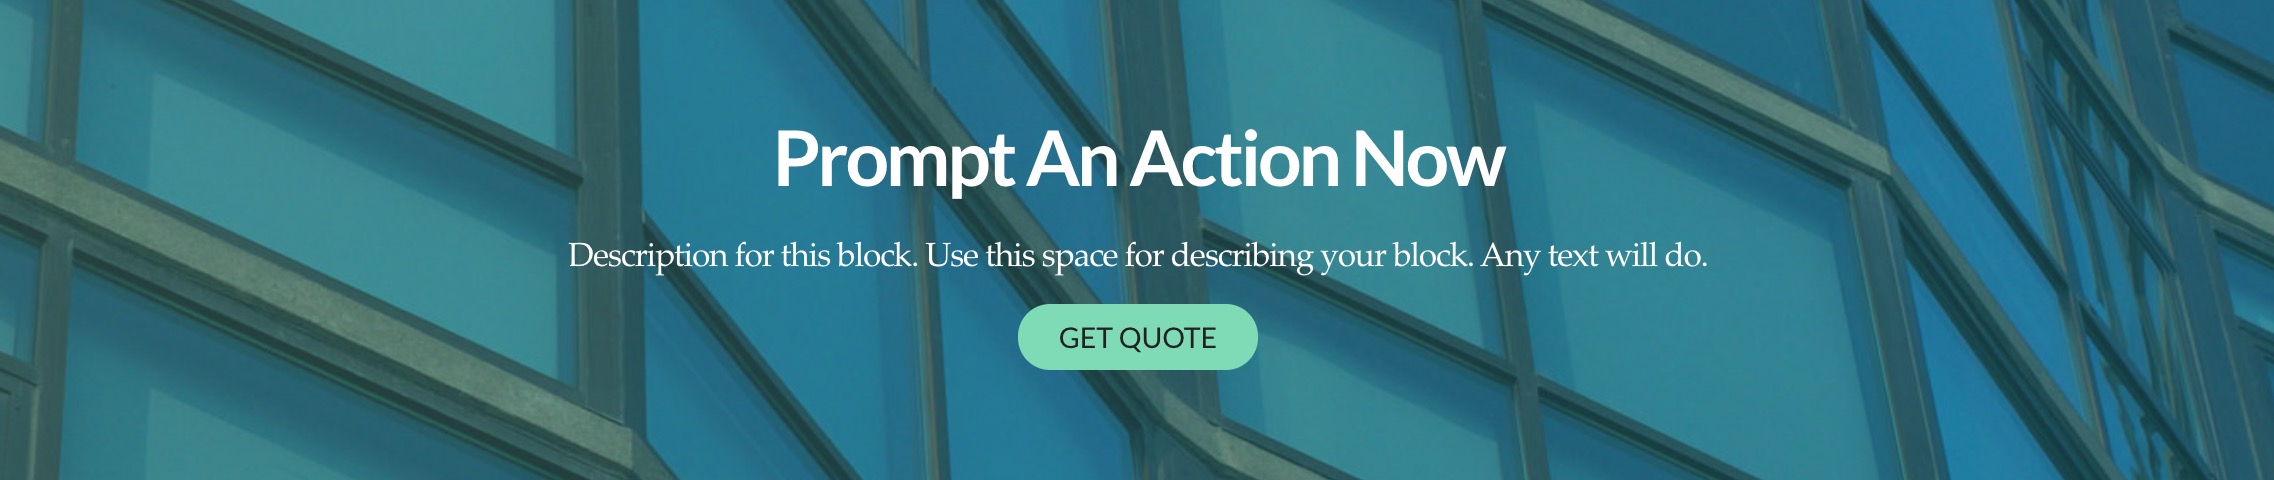 Prompt An Action Now
Description for this block. Use this space for describing your block. Any text will do.
GET QUOTE